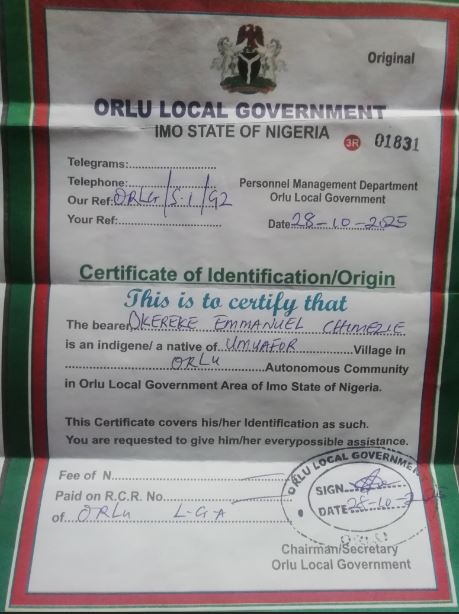 Original
ORLU LOCAL GOVERNMENT
IMO STATE OF NIGERIA
3R 01831
Telegrams:
Telephone:
Our Ref: ORLG/S.1/92
Your Ref:
Personnel Management Department
Orlu Local Government
Date 28-10-2025
Certificate of Identification/Origin
This is to certify that
The bearer, OKEREKE EMMANUEL CHIMEZIE
is an indigene/ a native of UMUAFOR Village in
ORLU Autonomous Community
in Orlu Local Government Area of Imo State of Nigeria.
This Certificate covers his/her Identification as such.
You are requested to give him/her everypossible assistance.
Fee of N
Paid on R.C.R. No.
of ORLU L-G-A
ORLU LOCAL GOVERNMENT
SIGN
DATE 28-10-2025
Chairman/Secretary
Orlu Local Government